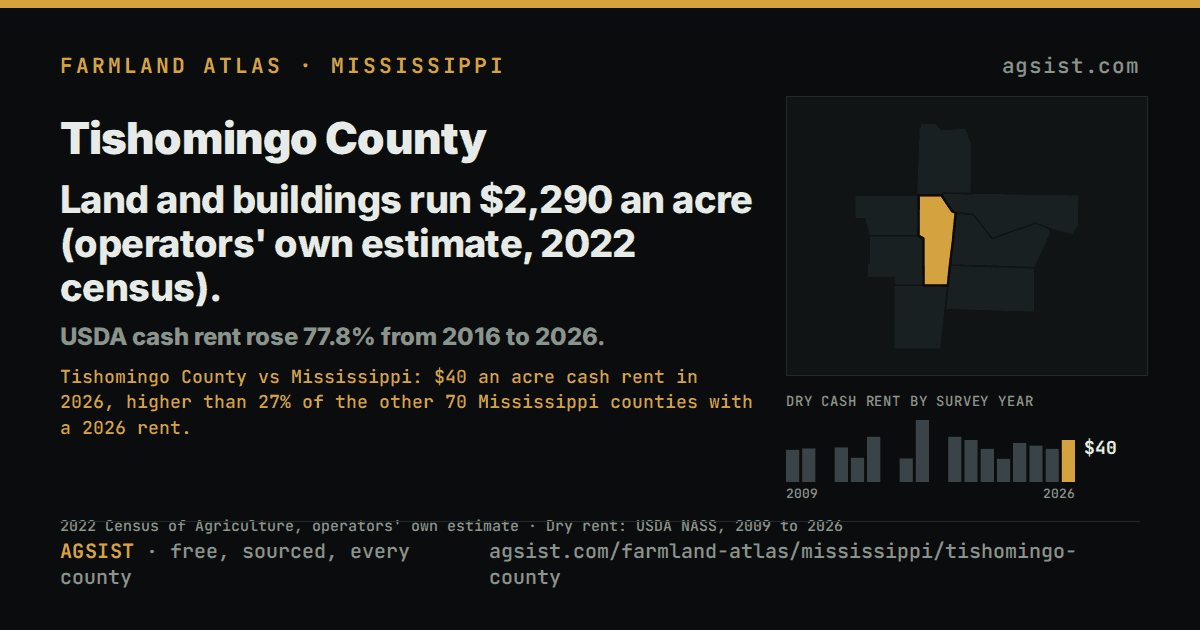 FARMLAND ATLAS · MISSISSIPPI
agsist.com
Tishomingo County
Land and buildings run $2,290 an acre
(operators' own estimate, 2022
census).
USDA cash rent rose 77.8% from 2016 to 2026.
Tishomingo County vs Mississippi: $40 an acre cash rent in
2026, higher than 27% of the other 70 Mississippi counties with
a 2026 rent.
DRY CASH RENT BY SURVEY YEAR
$40
2009
2026
2022 Census of Agriculture, operators' own estimate · Dry rent: USDA NASS, 2009 to 2026
AGSIST · free, sourced, every
county
agsist.com/farmland-atlas/mississippi/tishomingo-
county